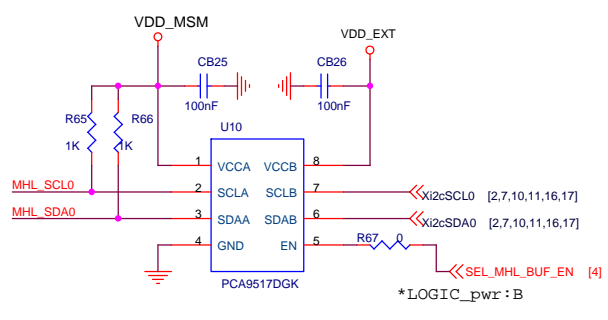 VDD_MSM
VDD_EXT
CB25
CB26
100nF
100nF
R65
R66
1K
1K
U10
1 VCCA VCCB 8
MHL_SCL0
2 SCLA SCLB 7
Xi2cSCL0 [2,7,10,11,16,17]
MHL_SDA0
3 SDAA SDAB 6
Xi2cSDA0 [2,7,10,11,16,17]
4 GND EN 5
R67 0
SEL_MHL_BUF_EN [4]
PCA9517DGK
*LOGIC_pwr:B